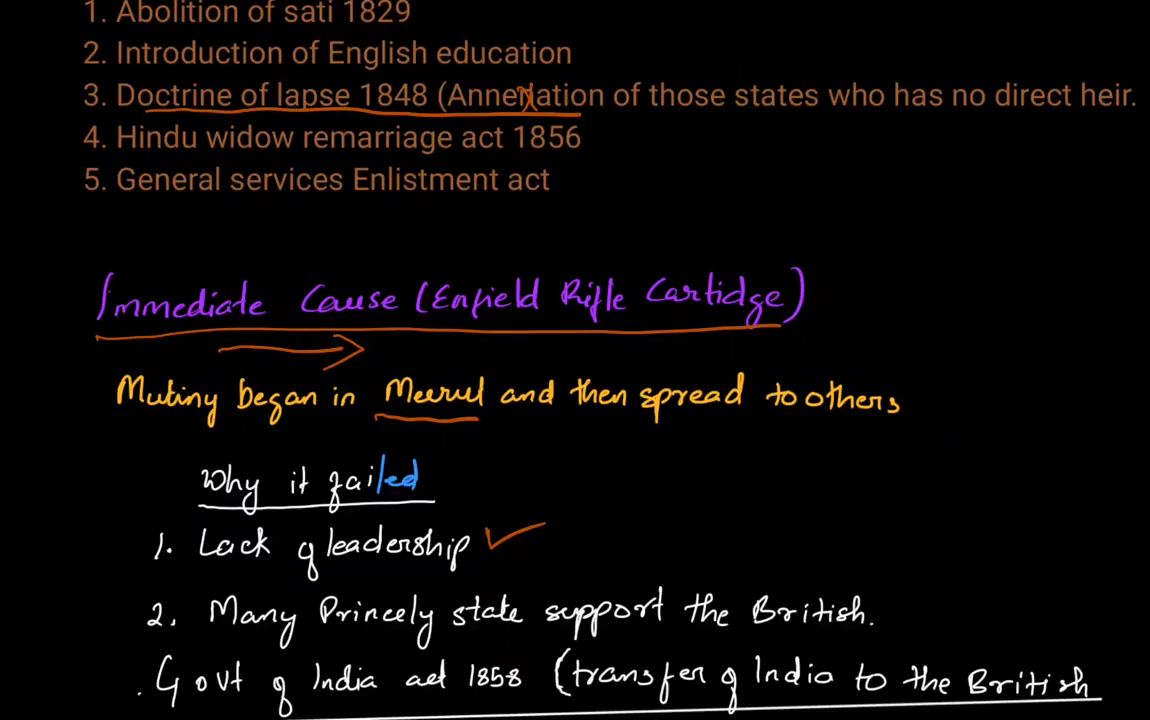 1. Abolition of sati 1829
2. Introduction of English education
3. Doctrine of lapse 1848 (Annexation of those states who has no direct heir.
4. Hindu widow remarriage act 1856
5. General services Enlistment act
Immediate Cause (Enfield Rifle Cartidge)
Mutiny began in Meerut and then spread to others
Why it failed
1. Lack of leadership
2. Many Princely state support the British.
Govt of India act 1858 (transfer of India to the British